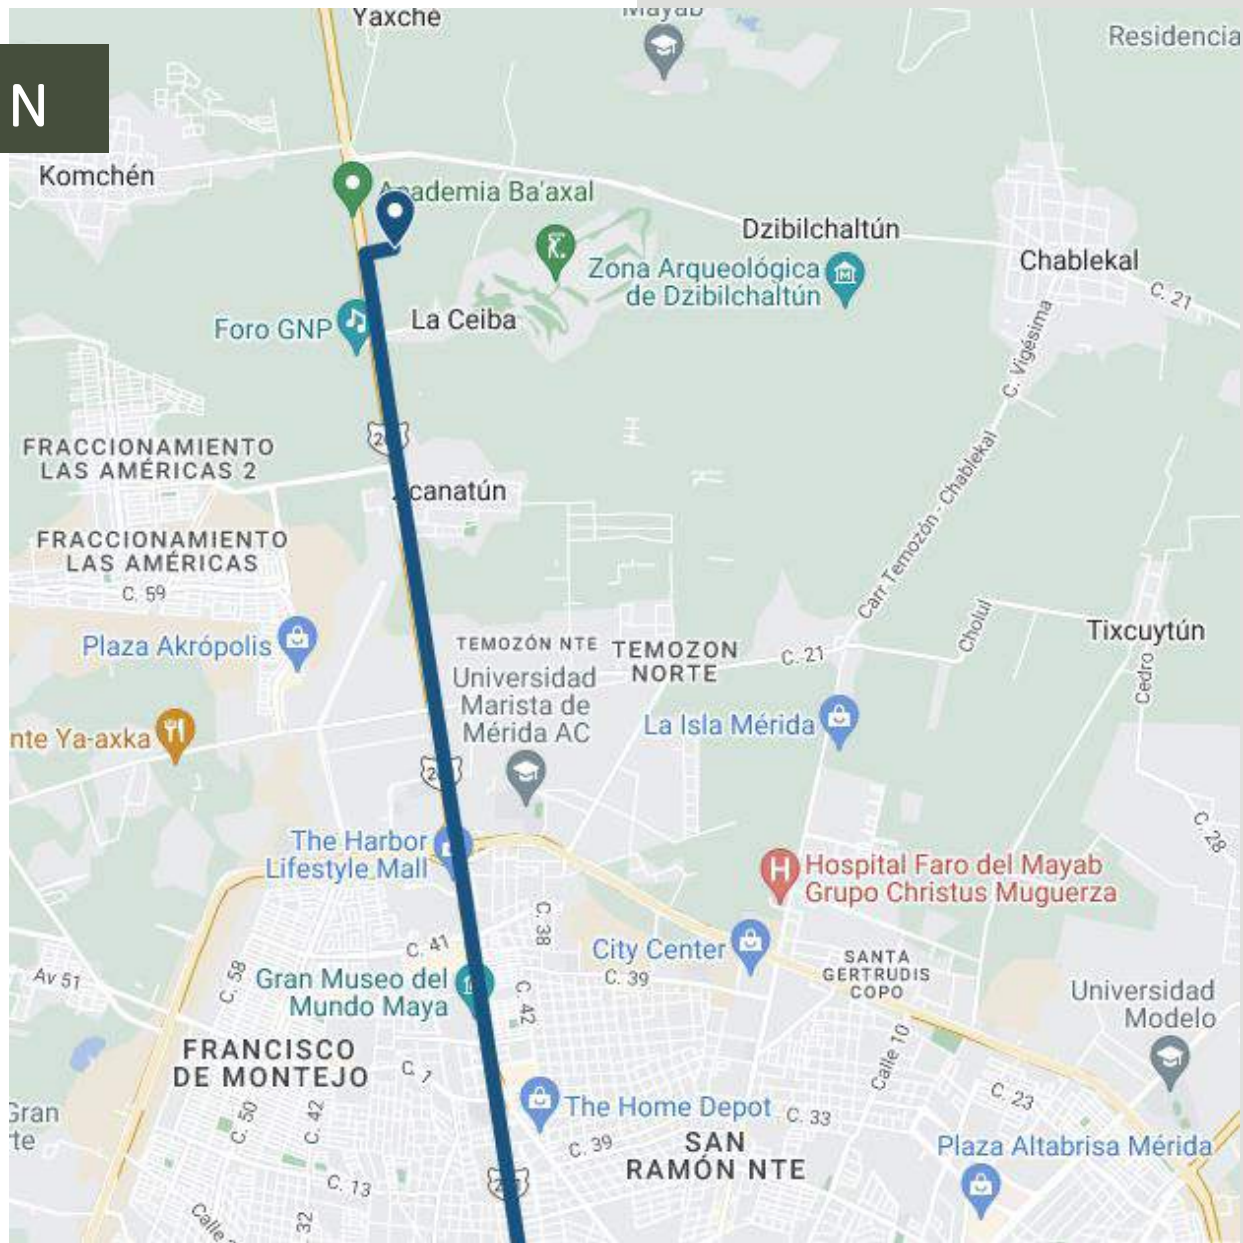 Yaxché
Mayab
Residencia
N
Komchén
Academia Ba'axal
Dzibilchaltún
Zona Arqueológica
de Dzibilchaltún
Chablekal
C. 21
Foro GNP
La Ceiba
C. Vigésima
FRACCIONAMIENTO
LAS AMÉRICAS 2
canatún
Carr Temozón - Chablekal
FRACCIONAMIENTO
LAS AMÉRICAS
C. 59
Plaza Akrópolis
TEMOZÓN NTE
TEMOZON
NORTE
C. 21
Cholul
Tixcuytún
Cedro
Universidad
Marista de
Mérida AC
La Isla Mérida
nte Ya-axka
C. 28
The Harbor
Lifestyle Mall
Hospital Faro del Mayab
Grupo Christus Muguerza
C. 38
C. 41
City Center
C. 39
SANTA
GERTRUDIS
COPO
Av 51
C. 58
Gran Museo del
Mundo Maya
C. 42
Universidad
Modelo
FRANCISCO
DE MONTEJO
C. 7
Calle 10
C. 23
Gran
te
C. 50
C. 42
The Home Depot
C. 33
C. 39
SAN
RAMÓN NTE
Plaza Altabrisa Mérida
C. 13
Calle
32